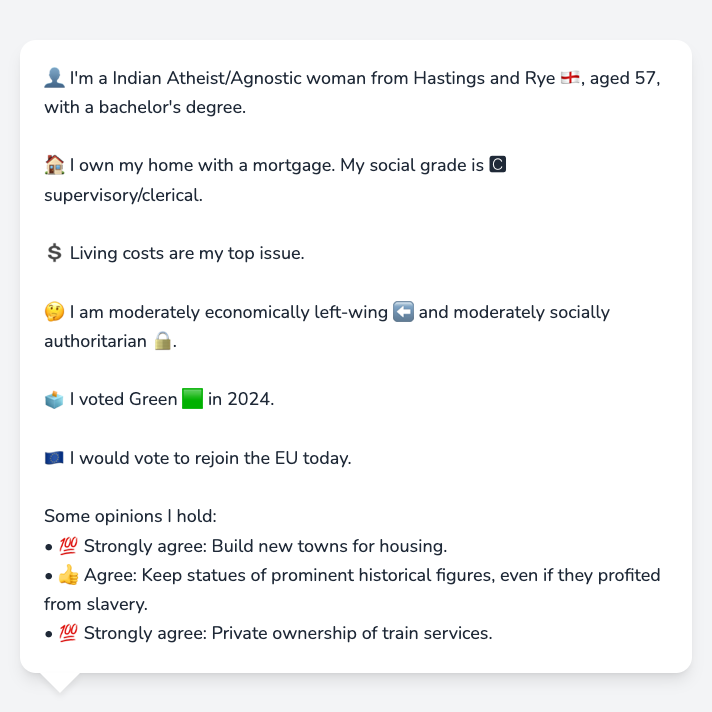 👤 I'm a Indian Atheist/Agnostic woman from Hastings and Rye 🏴󠁧󠁢󠁥󠁮󠁧󠁿, aged 57,
with a bachelor's degree.
🏠 I own my home with a mortgage. My social grade is 🅲
supervisory/clerical.
💲 Living costs are my top issue.
🤔 I am moderately economically left-wing ⬅️ and moderately socially
authoritarian 🔒.
🗳️ I voted Green 🟩 in 2024.
🇪🇺 I would vote to rejoin the EU today.
Some opinions I hold:
• 💯 Strongly agree: Build new towns for housing.
• 👍 Agree: Keep statues of prominent historical figures, even if they profited
from slavery.
• 💯 Strongly agree: Private ownership of train services.